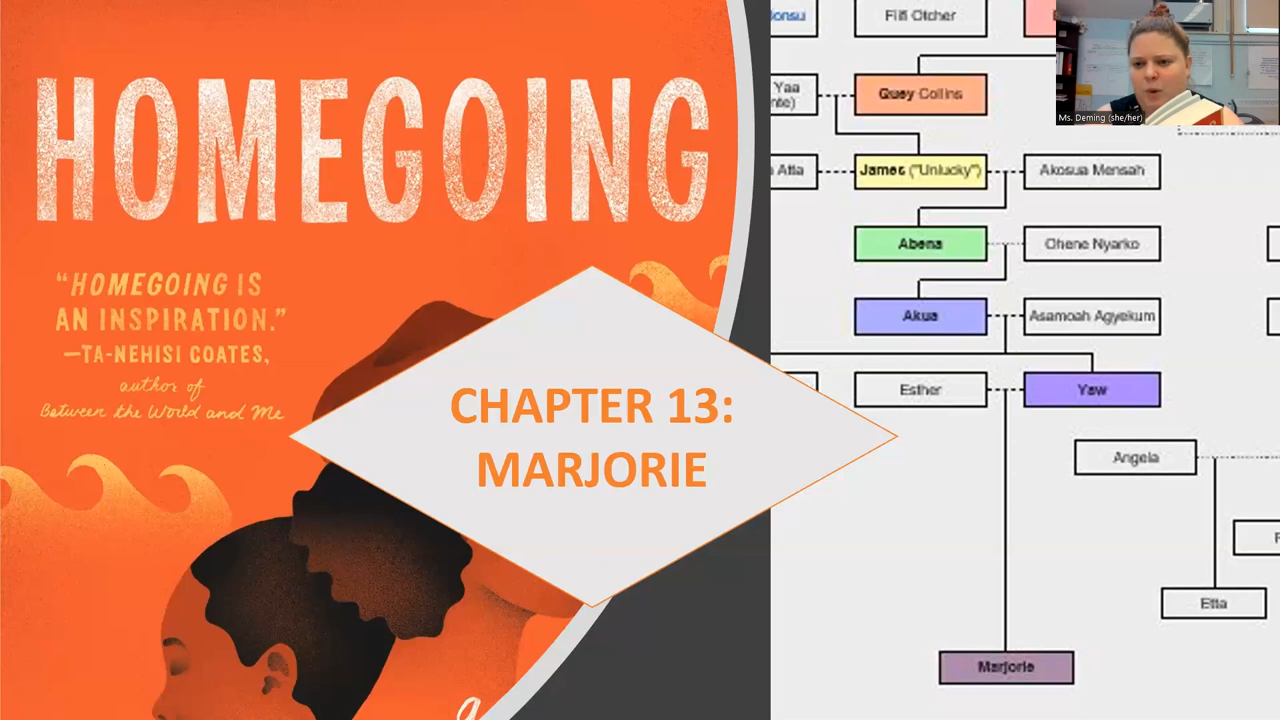 HOMEGOING
“HOMEGOING IS
AN INSPIRATION.”
—TA-NEHISI COATES,
author of
Between the World and Me
CHAPTER 13:
MARJORIE
Fiifi Otcher
Yaa
Quey Collins
Atta
James ("Unlucky")
Akosua Mensah
Abena
Ohene Nyarko
Akua
Asamoah Agyekum
Esther
Yaw
Angela
Etta
Marjorie
Ms. Deming (she/her)